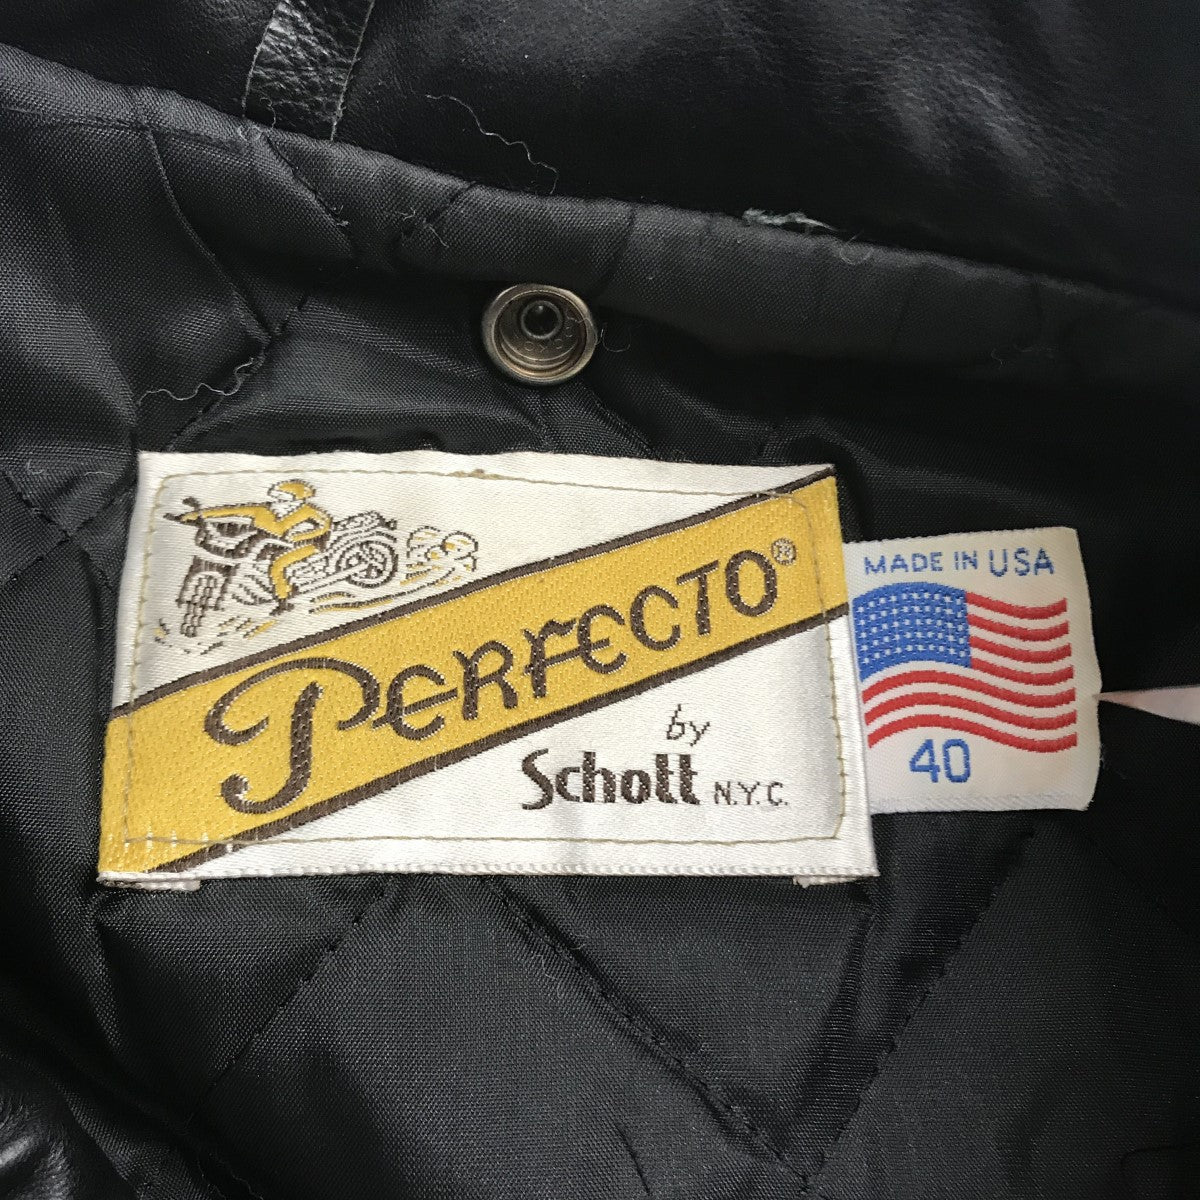 PERFECTO®
by
Schott N.Y.C.
MADE IN USA
40